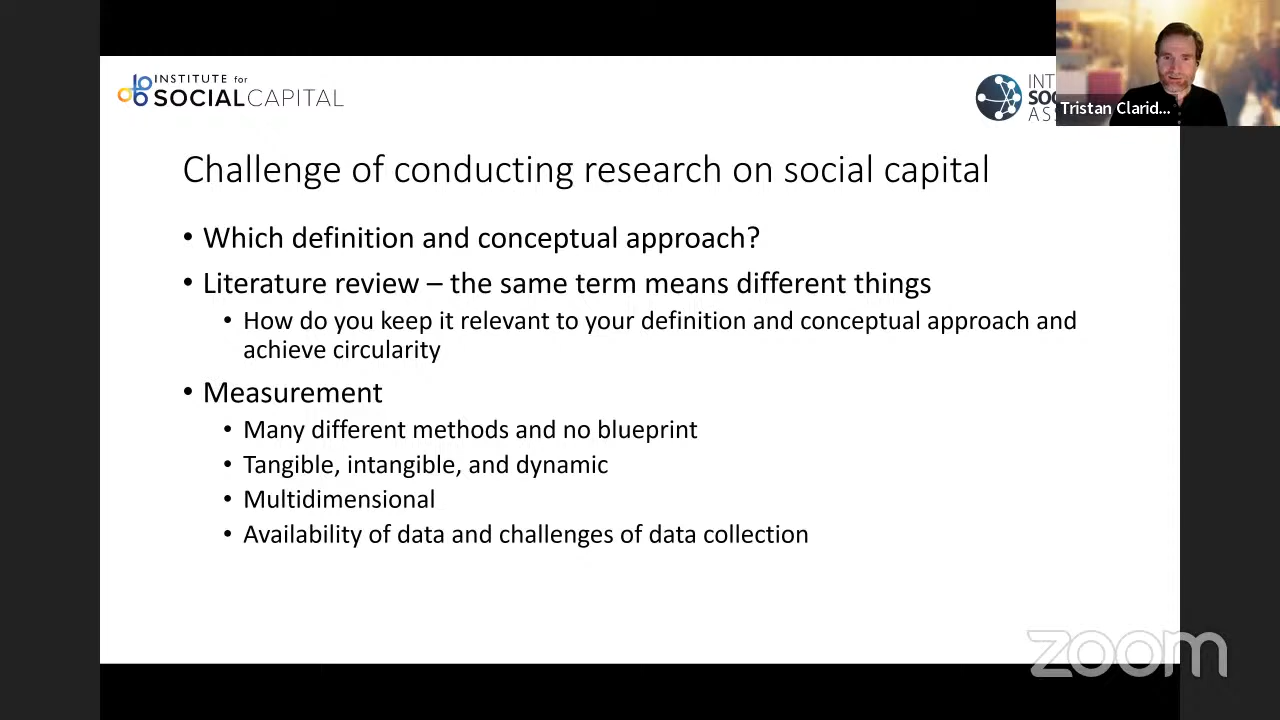 INSTITUTE for
SOCIAL CAPITAL
INT
SOC
ASS
Tristan Clarid...
Challenge of conducting research on social capital
• Which definition and conceptual approach?
• Literature review – the same term means different things
• How do you keep it relevant to your definition and conceptual approach and
achieve circularity
• Measurement
• Many different methods and no blueprint
• Tangible, intangible, and dynamic
• Multidimensional
• Availability of data and challenges of data collection
zoom